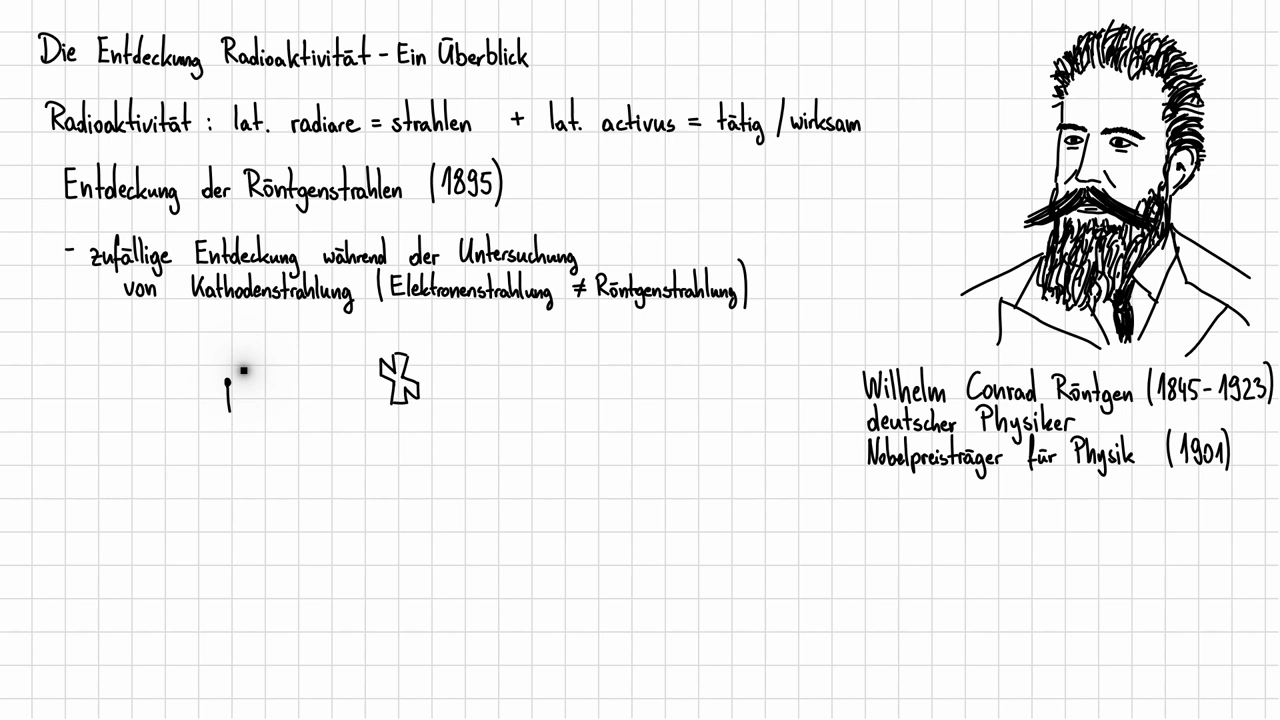 Die Entdeckung Radioaktivität - Ein Überblick
Radioaktivität : lat. radiare = strahlen + lat. activus = tätig / wirksam
Entdeckung der Röntgenstrahlen (1895)
- zufällige Entdeckung während der Untersuchung
von Kathodenstrahlung (Elektronenstrahlung ≠ Röntgenstrahlung)
Wilhelm Conrad Röntgen (1845-1923)
deutscher Physiker
Nobelpreisträger für Physik (1901)